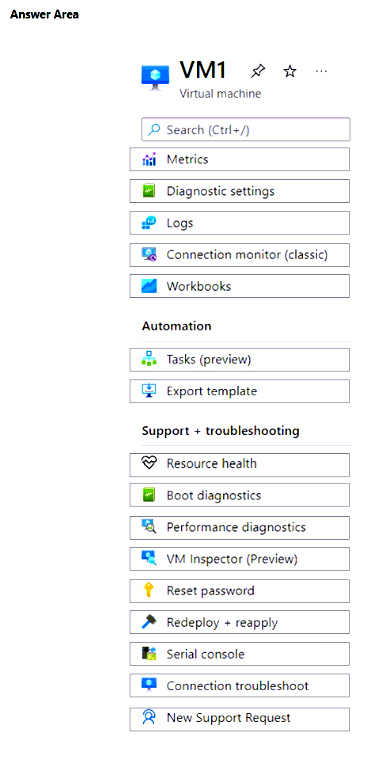 Answer Area
VM1
Virtual machine
Search (Ctrl+/)
Metrics
Diagnostic settings
Logs
Connection monitor (classic)
Workbooks
Automation
Tasks (preview)
Export template
Support + troubleshooting
Resource health
Boot diagnostics
Performance diagnostics
VM Inspector (Preview)
Reset password
Redeploy + reapply
Serial console
Connection troubleshoot
New Support Request